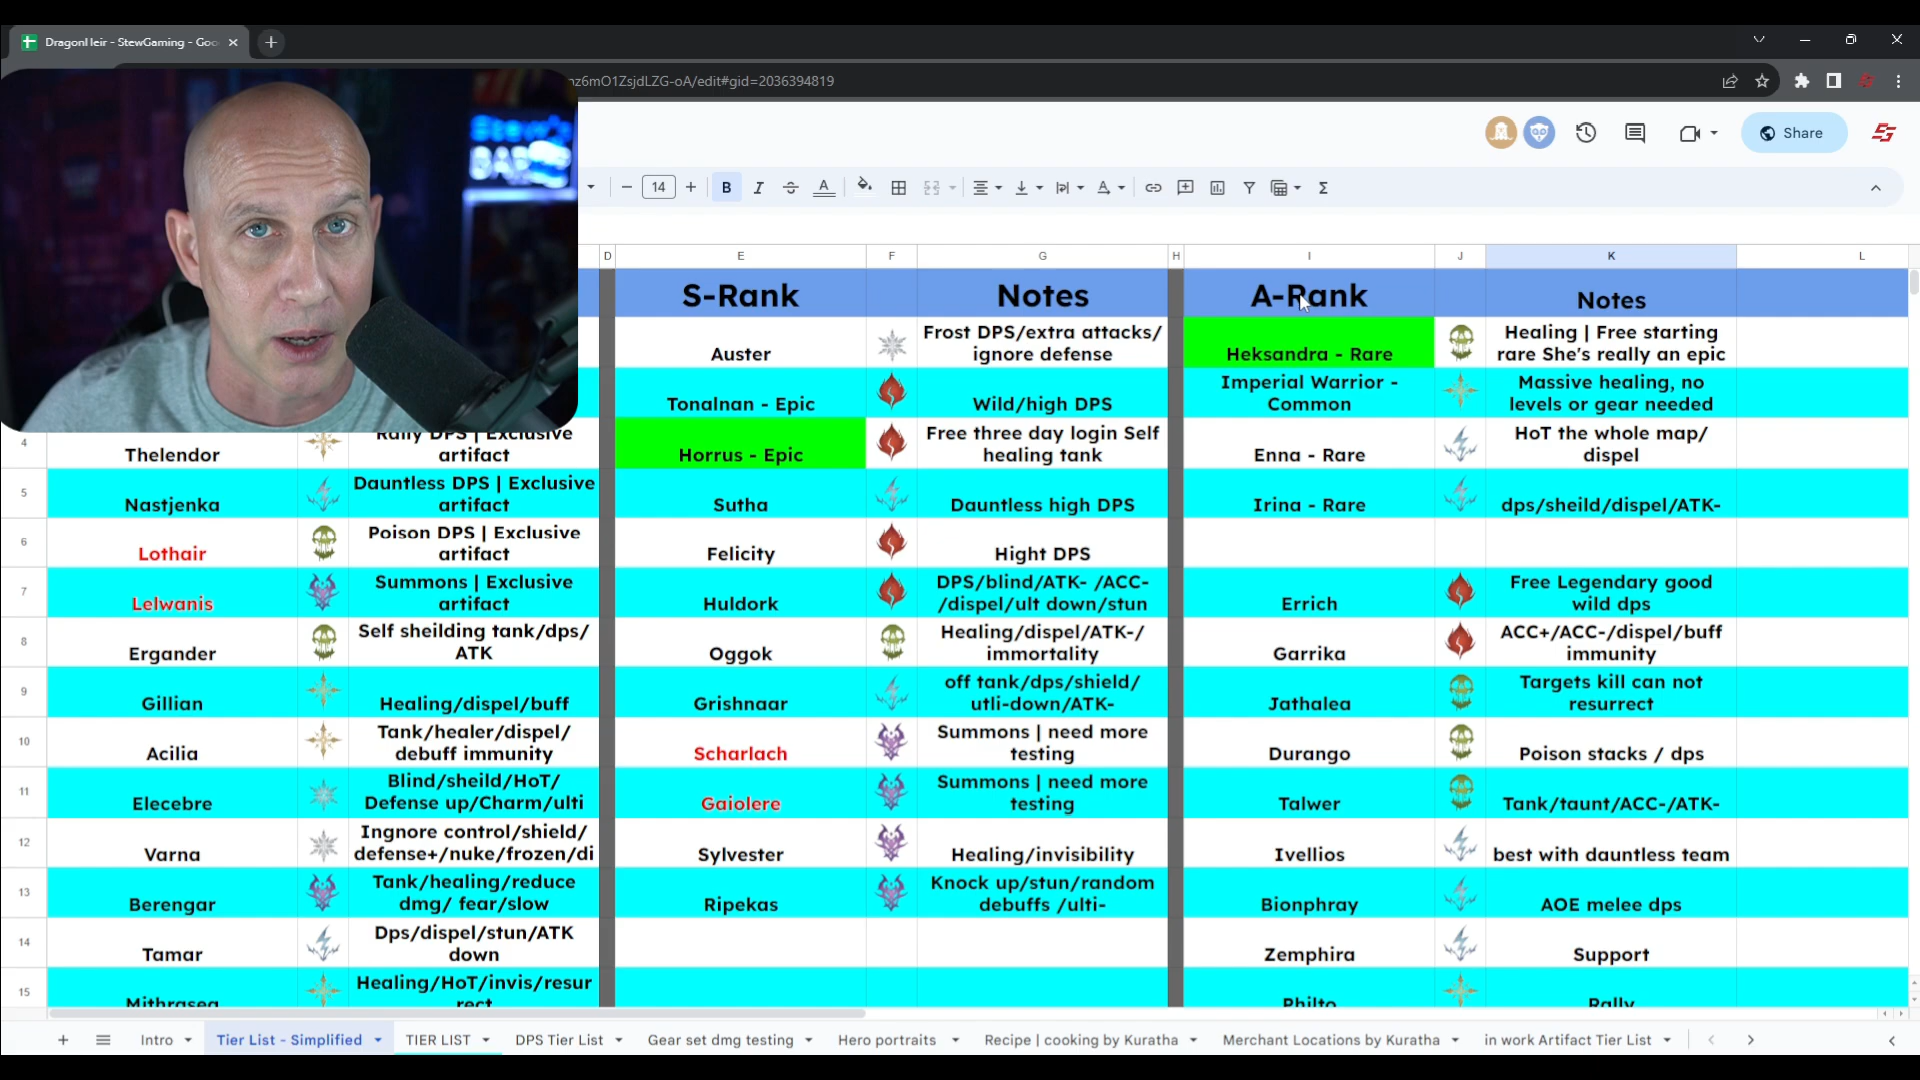 DragonHeir - StewGaming - Goo
nz6mO1ZsjdLZG-oA/edit#gid=2036394819
Share
14
B
I
A
D
E
F
G
H
I
J
K
L
S-Rank
Notes
A-Rank
Notes
Auster
Frost DPS/extra attacks/
ignore defense
Heksandra - Rare
Healing | Free starting
rare She's really an epic
Tonalnan - Epic
Wild/high DPS
Imperial Warrior -
Common
Massive healing, no
levels or gear needed
4
Thelendor
Rally DPS | Exclusive
artifact
Horrus - Epic
Free three day login Self
healing tank
Enna - Rare
HoT the whole map/
dispel
5
Nastjenka
Dauntless DPS | Exclusive
artifact
Sutha
Dauntless high DPS
Irina - Rare
dps/sheild/dispel/ATK-
6
Lothair
Poison DPS | Exclusive
artifact
Felicity
Hight DPS
7
Lelwanis
Summons | Exclusive
artifact
Huldork
DPS/blind/ATK- /ACC-
/dispel/ult down/stun
Errich
Free Legendary good
wild dps
8
Ergander
Self sheilding tank/dps/
ATK
Oggok
Healing/dispel/ATK-/
immortality
Garrika
ACC+/ACC-/dispel/buff
immunity
9
Gillian
Healing/dispel/buff
Grishnaar
off tank/dps/shield/
utli-down/ATK-
Jathalea
Targets kill can not
resurrect
10
Acilia
Tank/healer/dispel/
debuff immunity
Scharlach
Summons | need more
testing
Durango
Poison stacks / dps
11
Elecebre
Blind/sheild/HoT/
Defense up/Charm/ulti
Gaiolere
Summons | need more
testing
Talwer
Tank/taunt/ACC-/ATK-
12
Varna
Ingnore control/shield/
defense+/nuke/frozen/di
Sylvester
Healing/invisibility
Ivellios
best with dauntless team
13
Berengar
Tank/healing/reduce
dmg/ fear/slow
Ripekas
Knock up/stun/random
debuffs /ulti-
Bionphray
AOE melee dps
14
Tamar
Dps/dispel/stun/ATK
down
Zemphira
Support
15
Mithrasea
Healing/HoT/invis/resur
rect
Philto
Rally
Intro
Tier List - Simplified
TIER LIST
DPS Tier List
Gear set dmg testing
Hero portraits
Recipe | cooking by Kuratha
Merchant Locations by Kuratha
in work Artifact Tier List